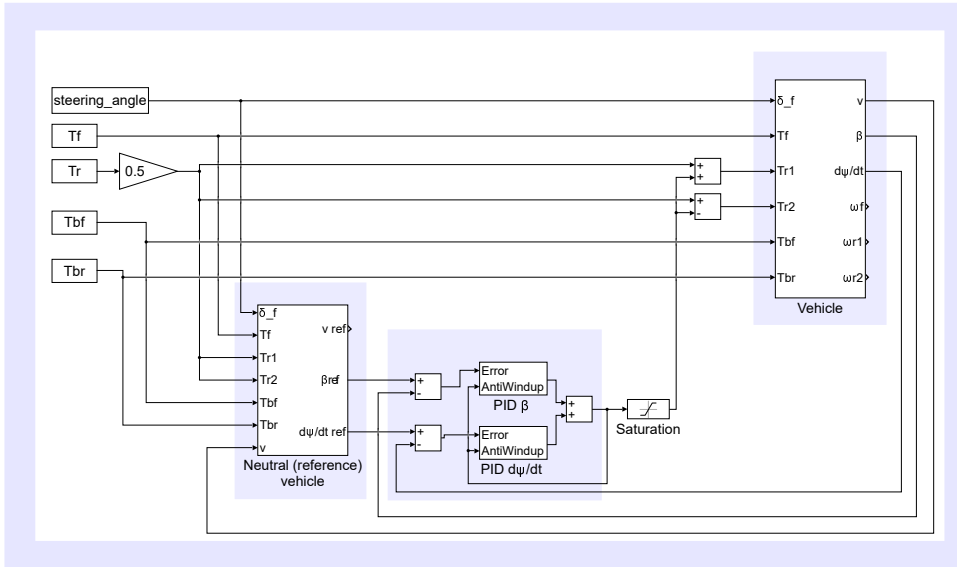 steering_angle
Tf
Tr
0.5
Tbf
Tbr
+
+
+
-
δ_f
Tf
Tr1
Tr2
Tbf
Tbr
v
β
dψ/dt
ωf
ωr1
ωr2
Vehicle
δ_f
Tf
Tr1
Tr2
Tbf
Tbr
v
v ref
βref
dψ/dt ref
Neutral (reference)
vehicle
+
-
+
-
Error
AntiWindup
PID β
Error
AntiWindup
PID dψ/dt
+
+
Saturation